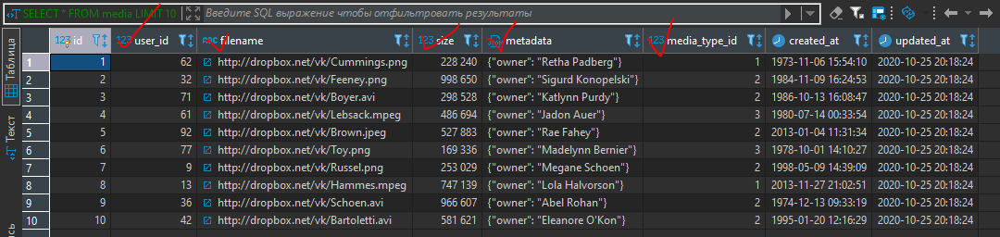 SELECT * FROM media LIMIT 10 Введите SQL выражение чтобы отфильтровать результаты
Таблица
Текст
123 id 123 user_id ABC filename 123 size metadata 123 media_type_id created_at updated_at
1 1 62 http://dropbox.net/vk/Cummings.png 228 240 {"owner": "Retha Padberg"} 1 1973-11-06 15:54:10 2020-10-25 20:18:24
2 2 32 http://dropbox.net/vk/Feeney.png 998 650 {"owner": "Sigurd Konopelski"} 2 1984-11-09 16:24:53 2020-10-25 20:18:24
3 3 71 http://dropbox.net/vk/Boyer.avi 298 528 {"owner": "Katlynn Purdy"} 2 1986-10-13 16:08:47 2020-10-25 20:18:24
4 4 61 http://dropbox.net/vk/Lebsack.mpeg 486 694 {"owner": "Jadon Auer"} 3 1980-07-14 00:33:54 2020-10-25 20:18:24
5 5 92 http://dropbox.net/vk/Brown.jpeg 527 883 {"owner": "Rae Fahey"} 2 2013-01-04 11:31:34 2020-10-25 20:18:24
6 6 77 http://dropbox.net/vk/Toy.png 169 336 {"owner": "Madelynn Bernier"} 3 1978-10-01 14:10:27 2020-10-25 20:18:24
7 7 9 http://dropbox.net/vk/Russel.png 253 029 {"owner": "Megane Schoen"} 2 1998-05-09 14:39:09 2020-10-25 20:18:24
8 8 13 http://dropbox.net/vk/Hammes.mpeg 747 139 {"owner": "Lola Halvorson"} 1 2013-11-27 21:02:51 2020-10-25 20:18:24
9 9 36 http://dropbox.net/vk/Schoen.avi 966 607 {"owner": "Abel Rohan"} 2 1974-12-13 09:33:19 2020-10-25 20:18:24
10 10 42 http://dropbox.net/vk/Bartoletti.avi 581 621 {"owner": "Eleanore O'Kon"} 2 1995-01-20 12:16:29 2020-10-25 20:18:24